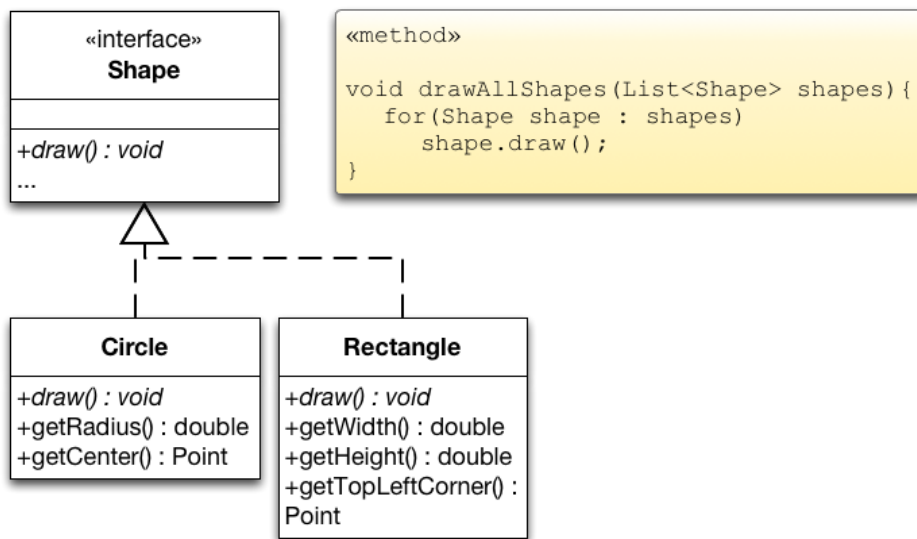 «interface»
Shape
+draw() : void
...
«method»
void drawAllShapes(List<Shape> shapes){
for(Shape shape : shapes)
shape.draw();
}
Circle
+draw() : void
+getRadius() : double
+getCenter() : Point
Rectangle
+draw() : void
+getWidth() : double
+getHeight() : double
+getTopLeftCorner() :
Point